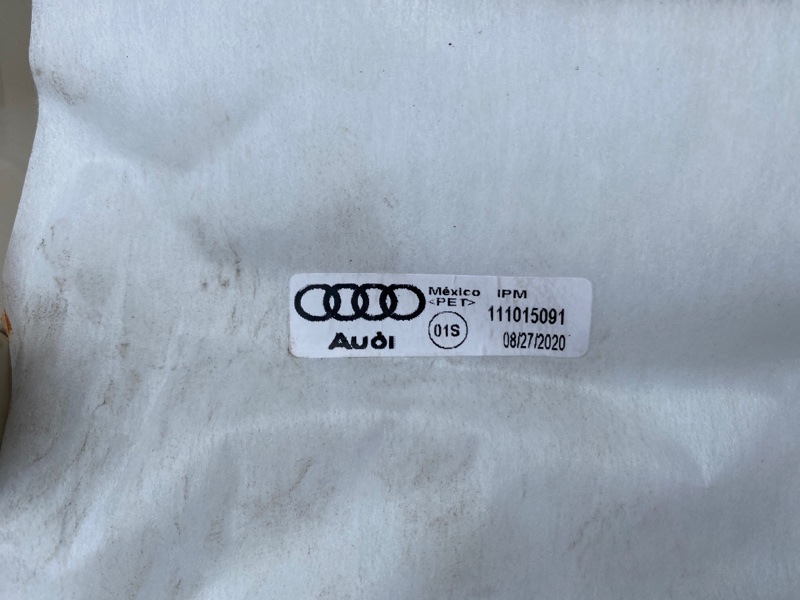 México IPM
<PET>
01S
111015091
Audi
08/27/2020